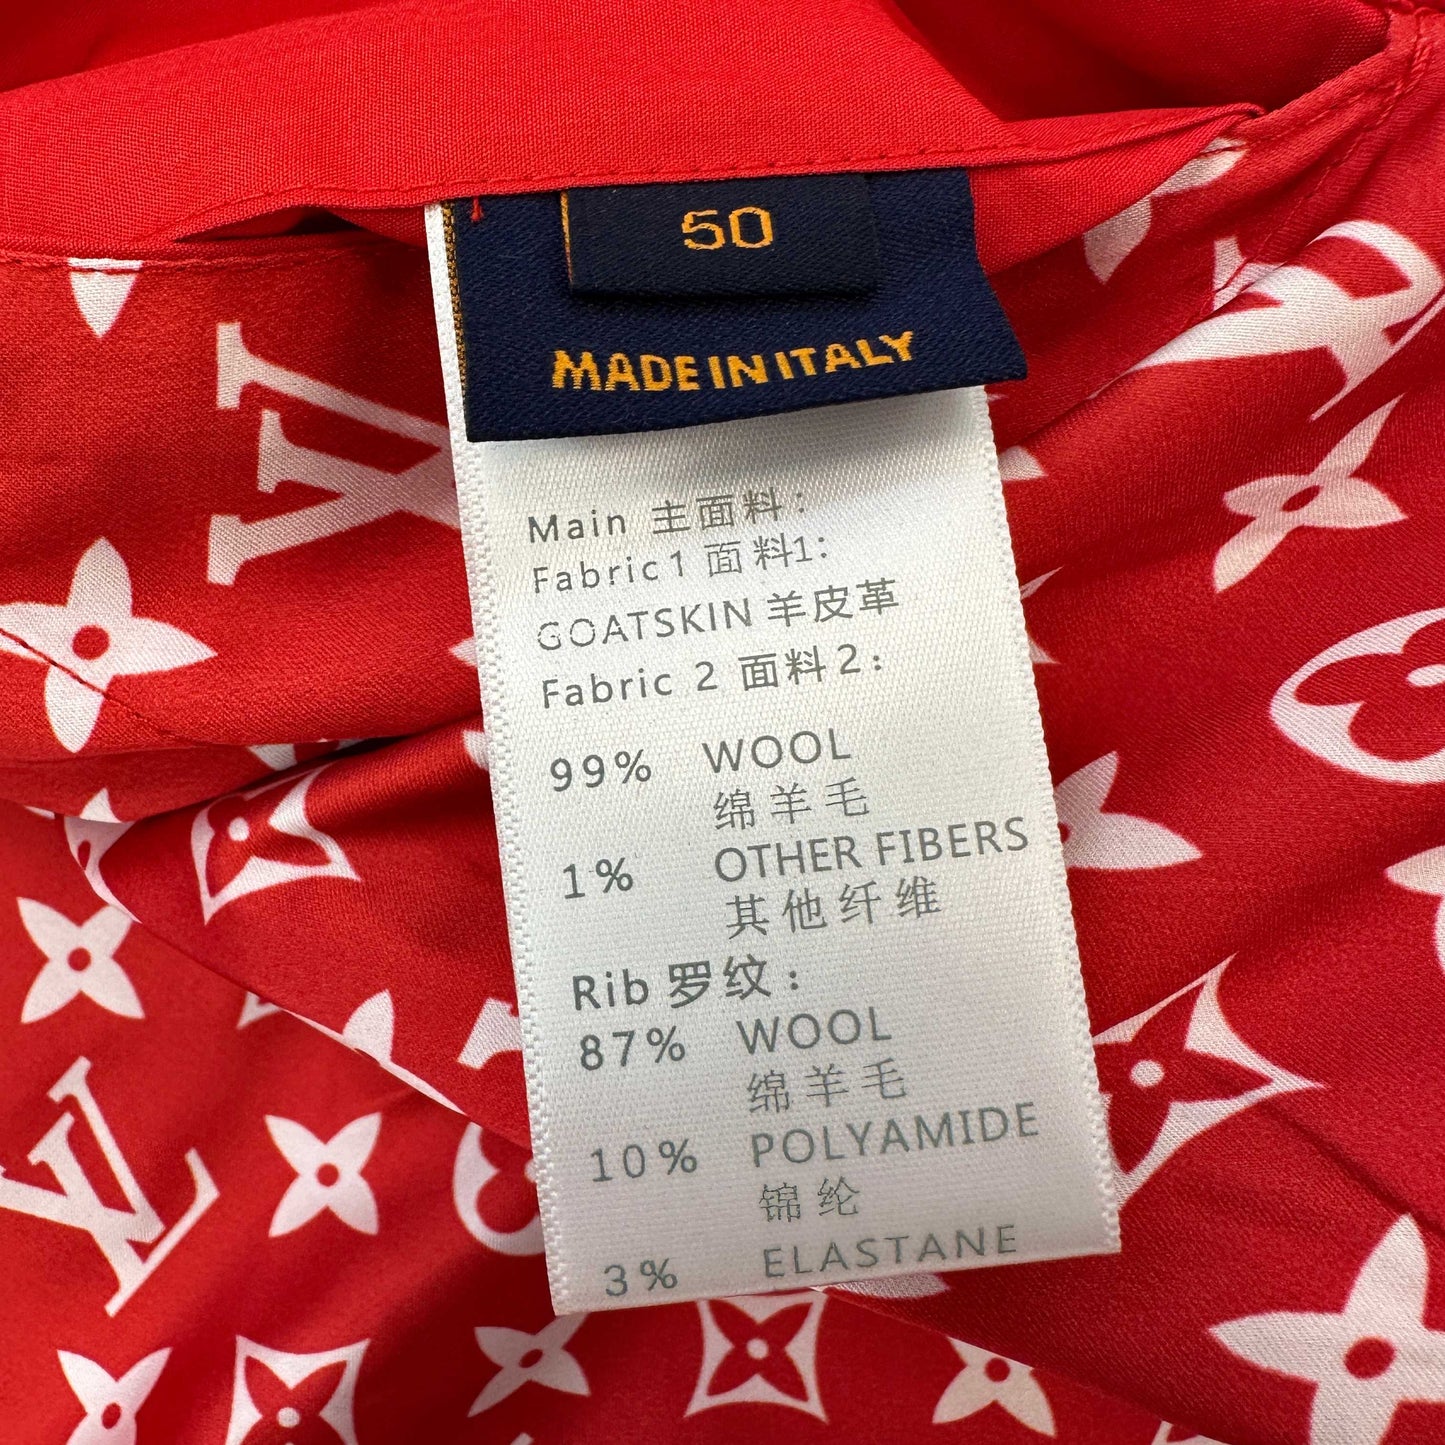 50
MADE IN ITALY
Main 主面料:
Fabric1 面料1:
GOATSKIN 羊皮革
Fabric 2 面料2:
99% WOOL
绵羊毛
1% OTHER FIBERS
其他纤维
Rib 罗纹:
87% WOOL
绵羊毛
10% POLYAMIDE
锦纶
3% ELASTANE